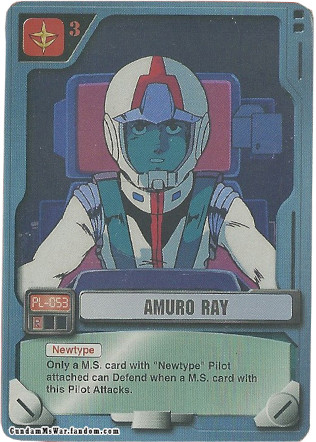 3
AMURO RAY
PL-053
R
Newtype
Only a M.S. card with "Newtype" Pilot
attached can Defend when a M.S. card with
this Pilot Attacks.
GundamMsWar.fandom.com